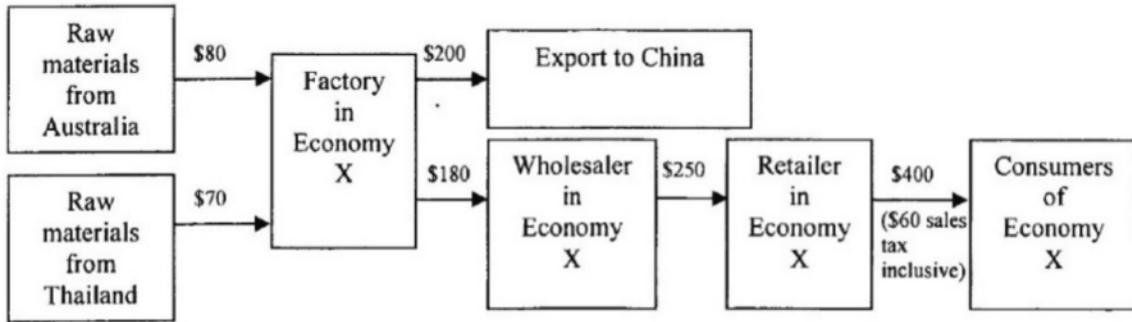 Raw
materials
from
Australia
$80
Raw
materials
from
Thailand
$70
Factory
in
Economy
X
$200
Export to China
$180
Wholesaler
in
Economy
X
$250
Retailer
in
Economy
X
$400
($60 sales
tax
inclusive)
Consumers
of
Economy
X